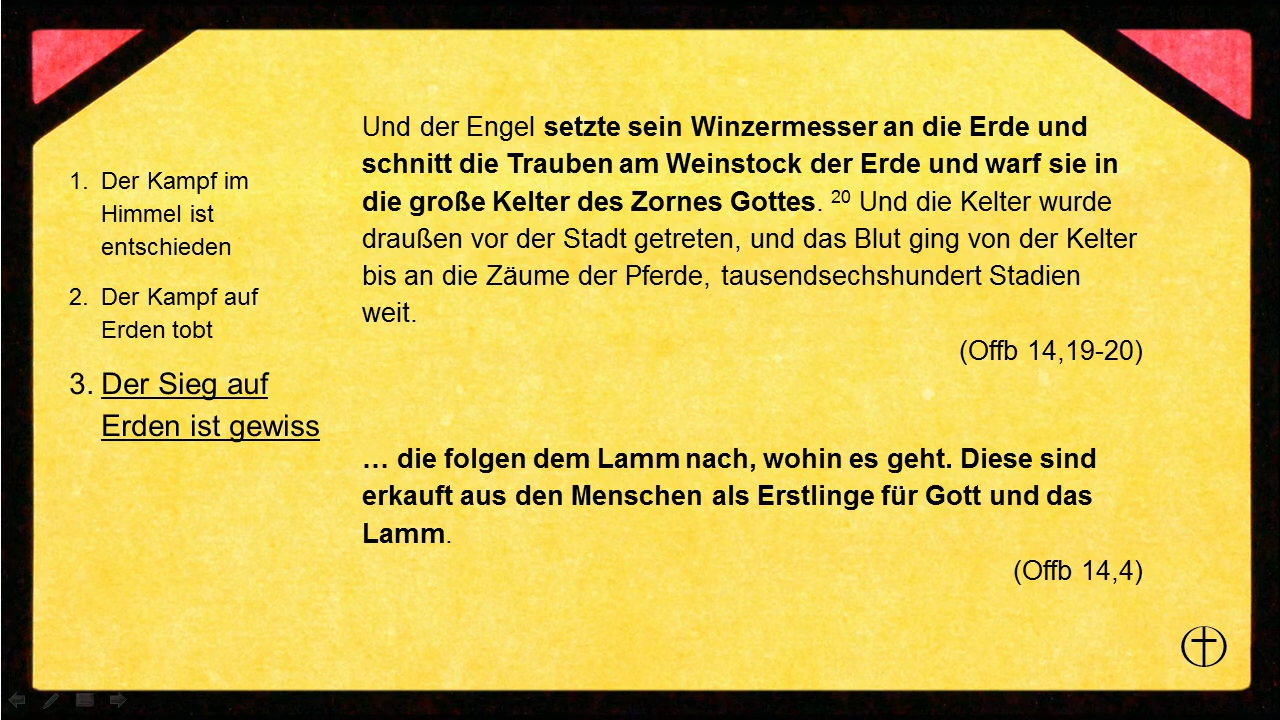 1. Der Kampf im
Himmel ist
entschieden
2. Der Kampf auf
Erden tobt
3. Der Sieg auf
Erden ist gewiss
Und der Engel setzte sein Winzermesser an die Erde und
schnitt die Trauben am Weinstock der Erde und warf sie in
die große Kelter des Zornes Gottes. 20 Und die Kelter wurde
draußen vor der Stadt getreten, und das Blut ging von der Kelter
bis an die Zäume der Pferde, tausendsechshundert Stadien
weit.
(Offb 14,19-20)
… die folgen dem Lamm nach, wohin es geht. Diese sind
erkauft aus den Menschen als Erstlinge für Gott und das
Lamm.
(Offb 14,4)